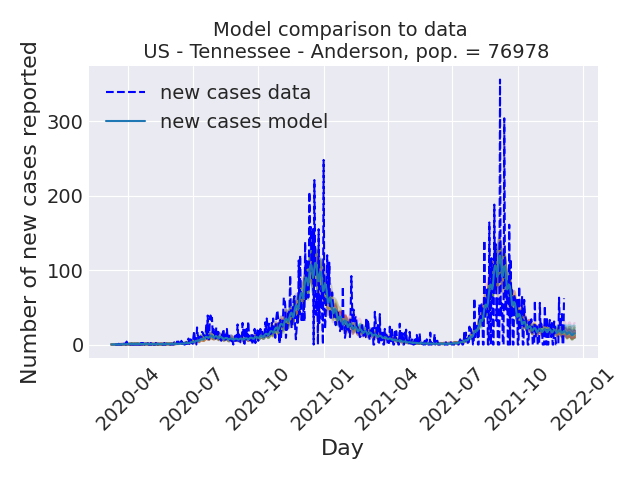 Model comparison to data
US - Tennessee - Anderson, pop. = 76978
Number of new cases reported
new cases data
new cases model
300
200
100
0
2020-04
2020-07
2020-10
2021-01
2021-04
2021-07
2021-10
2022-01
Day